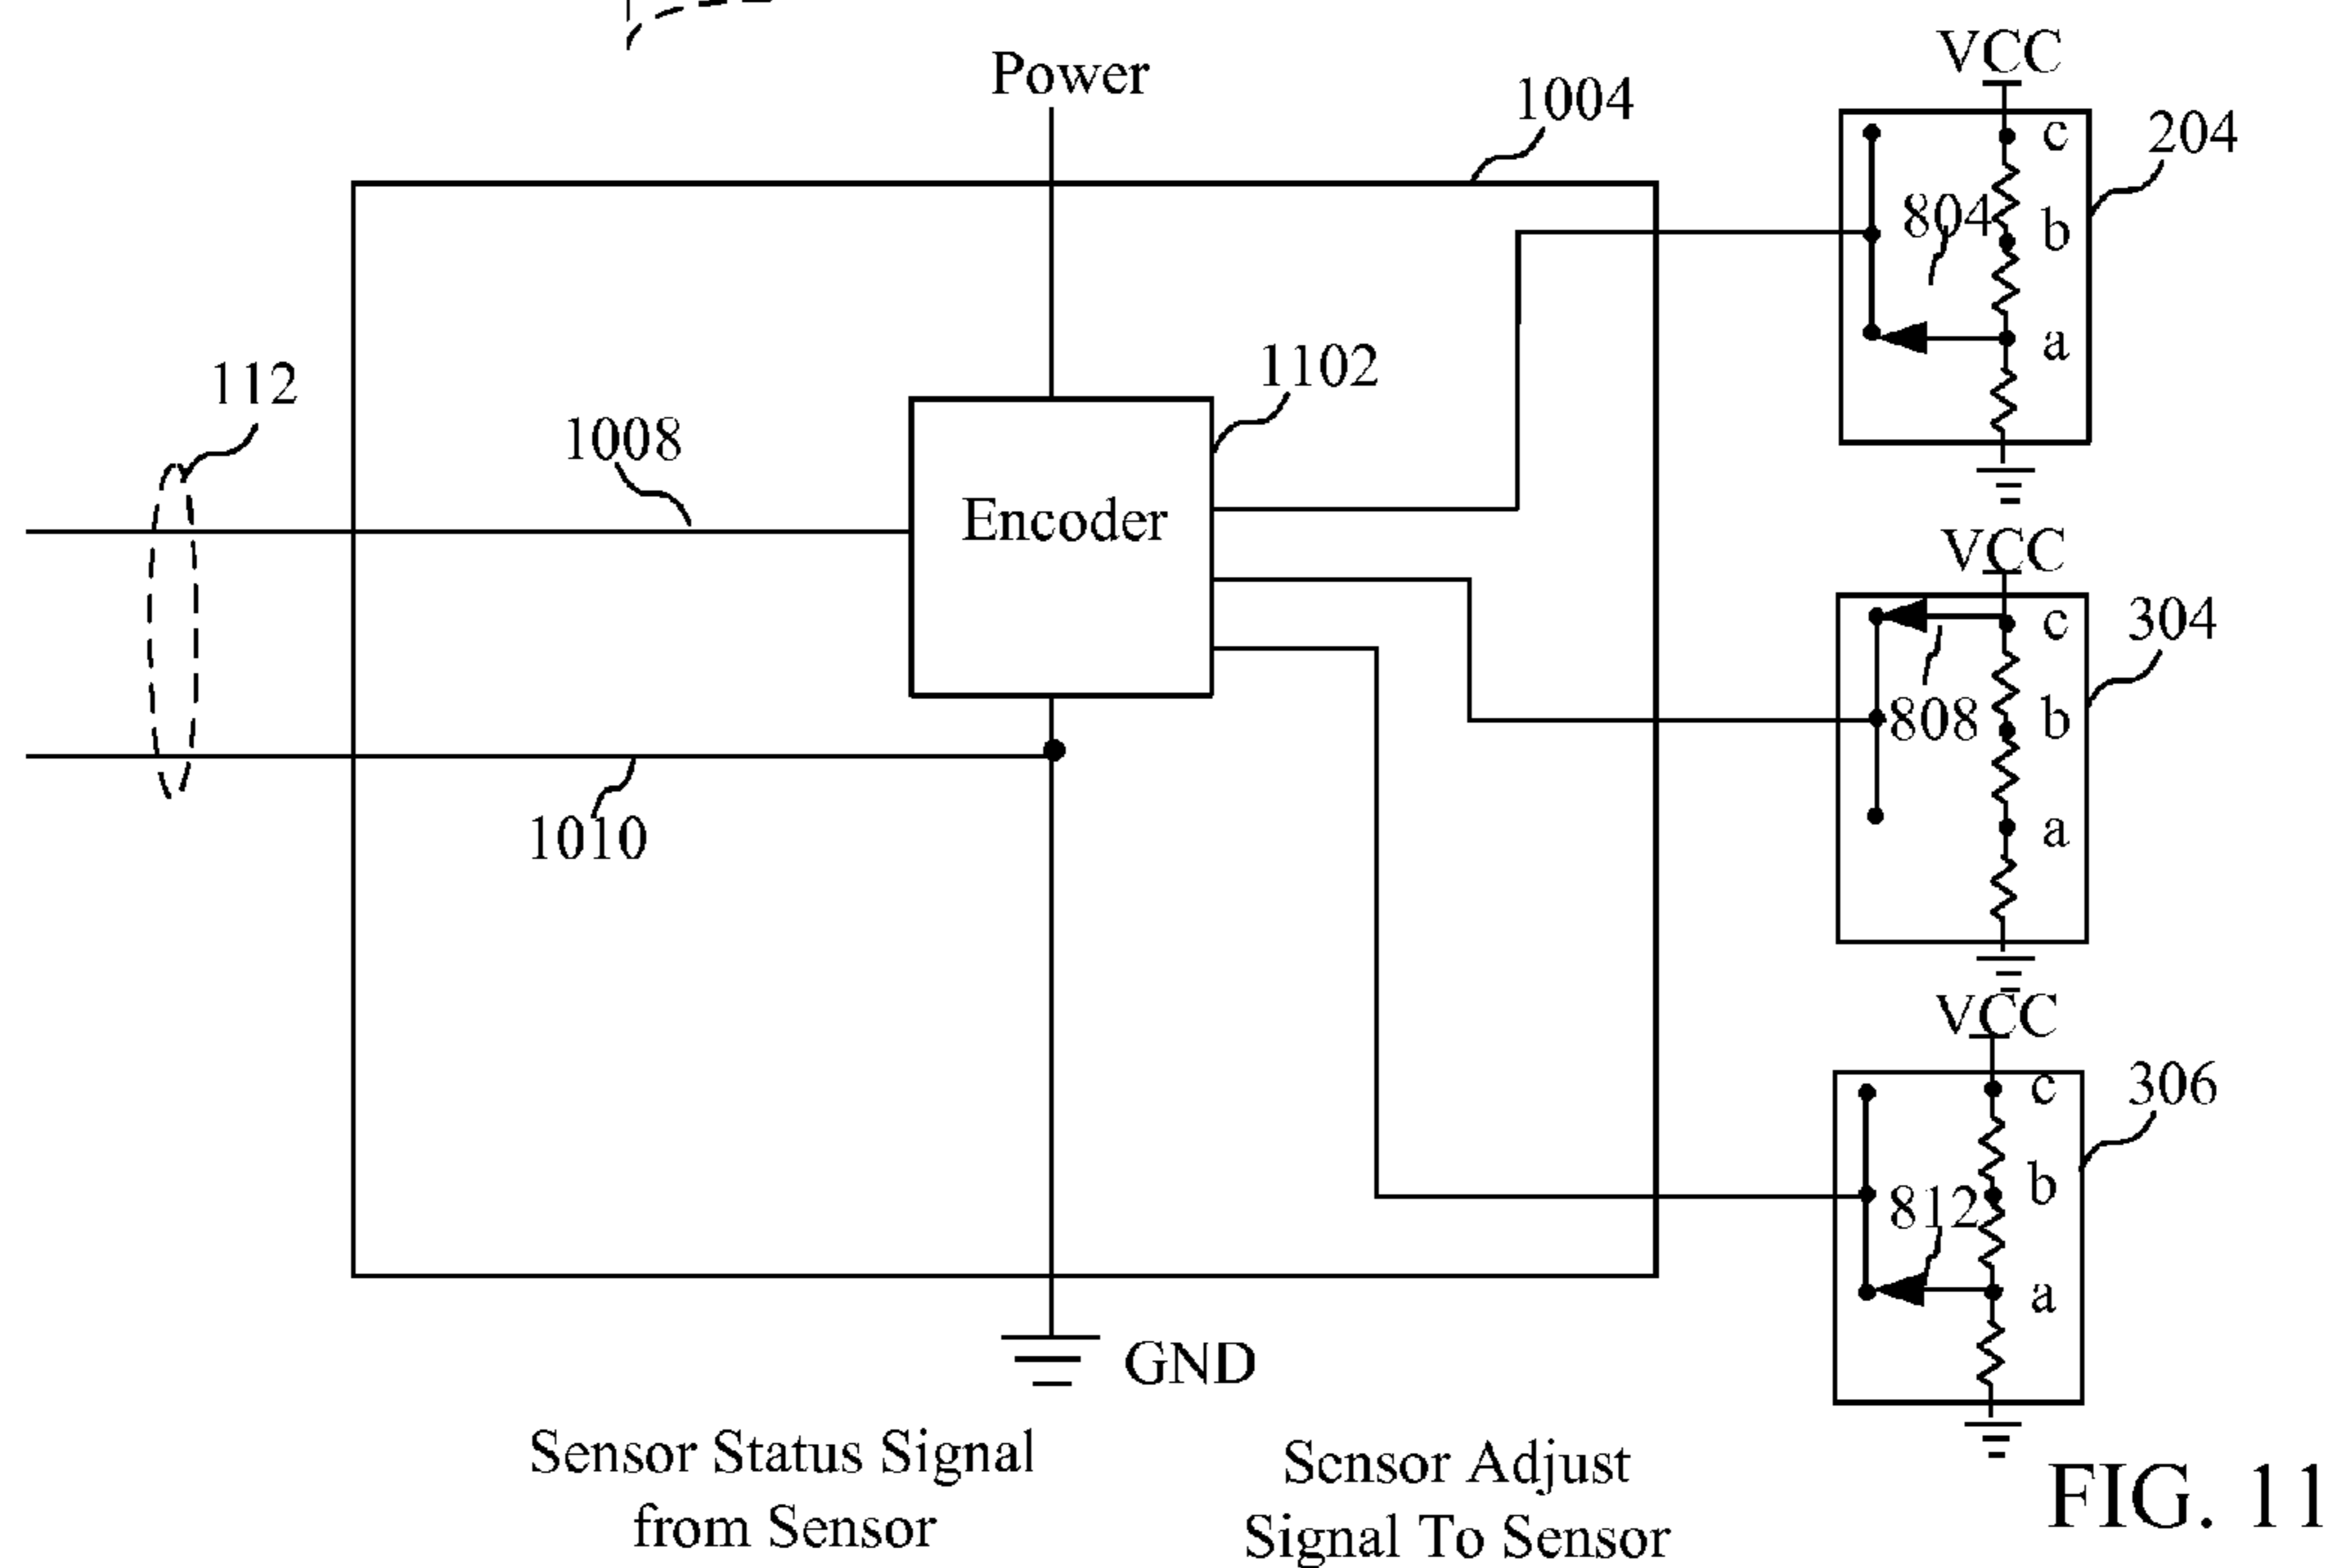 Power
VCC
1004
c
204
804
b
a
1102
112
1008
Encoder
VCC
c
304
808
b
a
1010
VCC
c
306
b
812
a
GND
Sensor Status Signal
from Sensor
Sensor Adjust
Signal To Sensor
FIG. 11